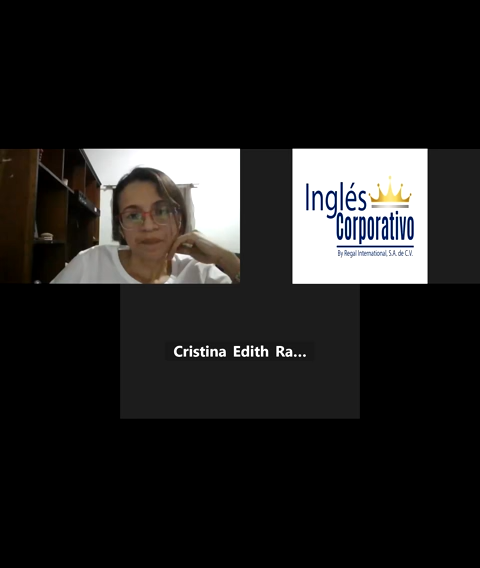 Inglés
Corporativo
By Regal International, S.A. de C.V.
Cristina Edith Ra...